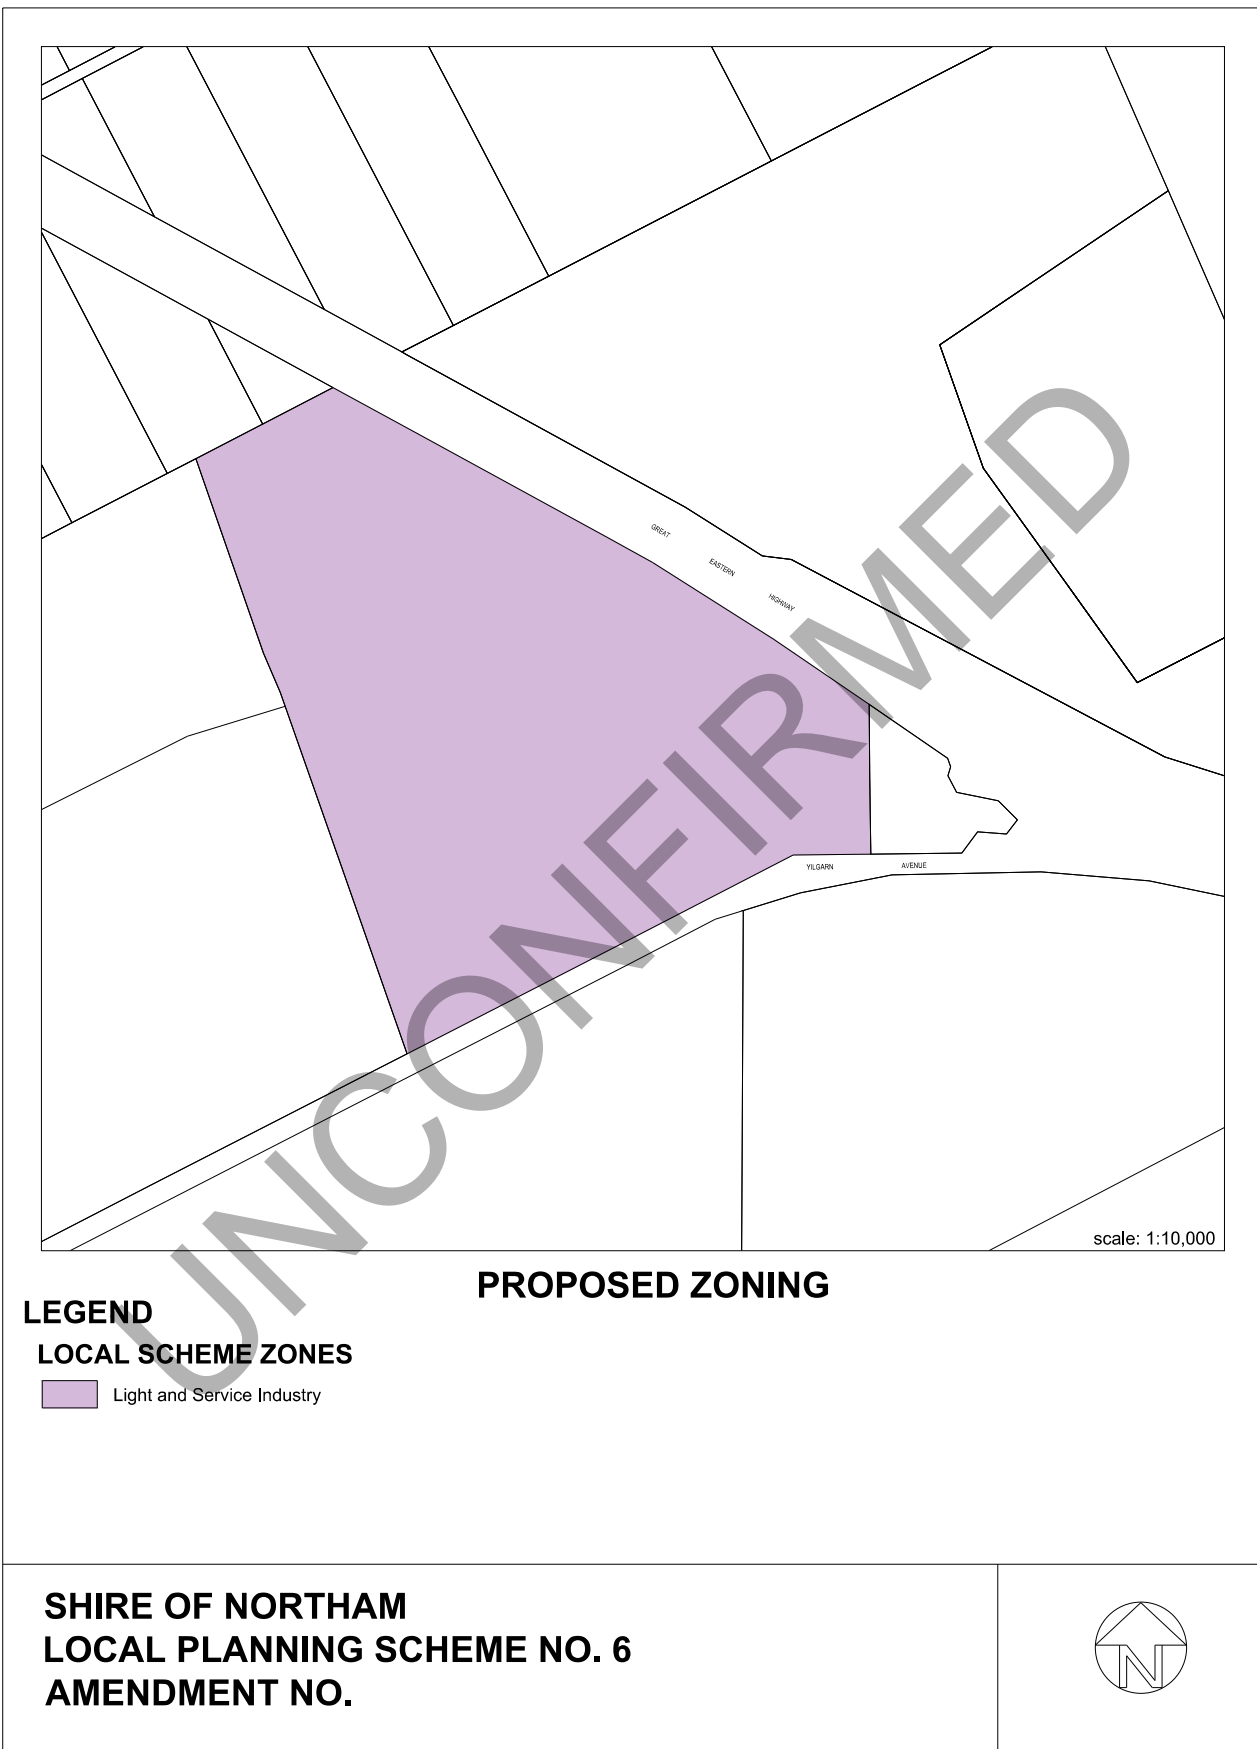 GREAT
EASTERN
HIGHWAY
YILGARN AVENUE
scale: 1:10,000
UNCONFIRMED
PROPOSED ZONING
LEGEND
LOCAL SCHEME ZONES
Light and Service Industry
SHIRE OF NORTHAM
LOCAL PLANNING SCHEME NO. 6
AMENDMENT NO.
N